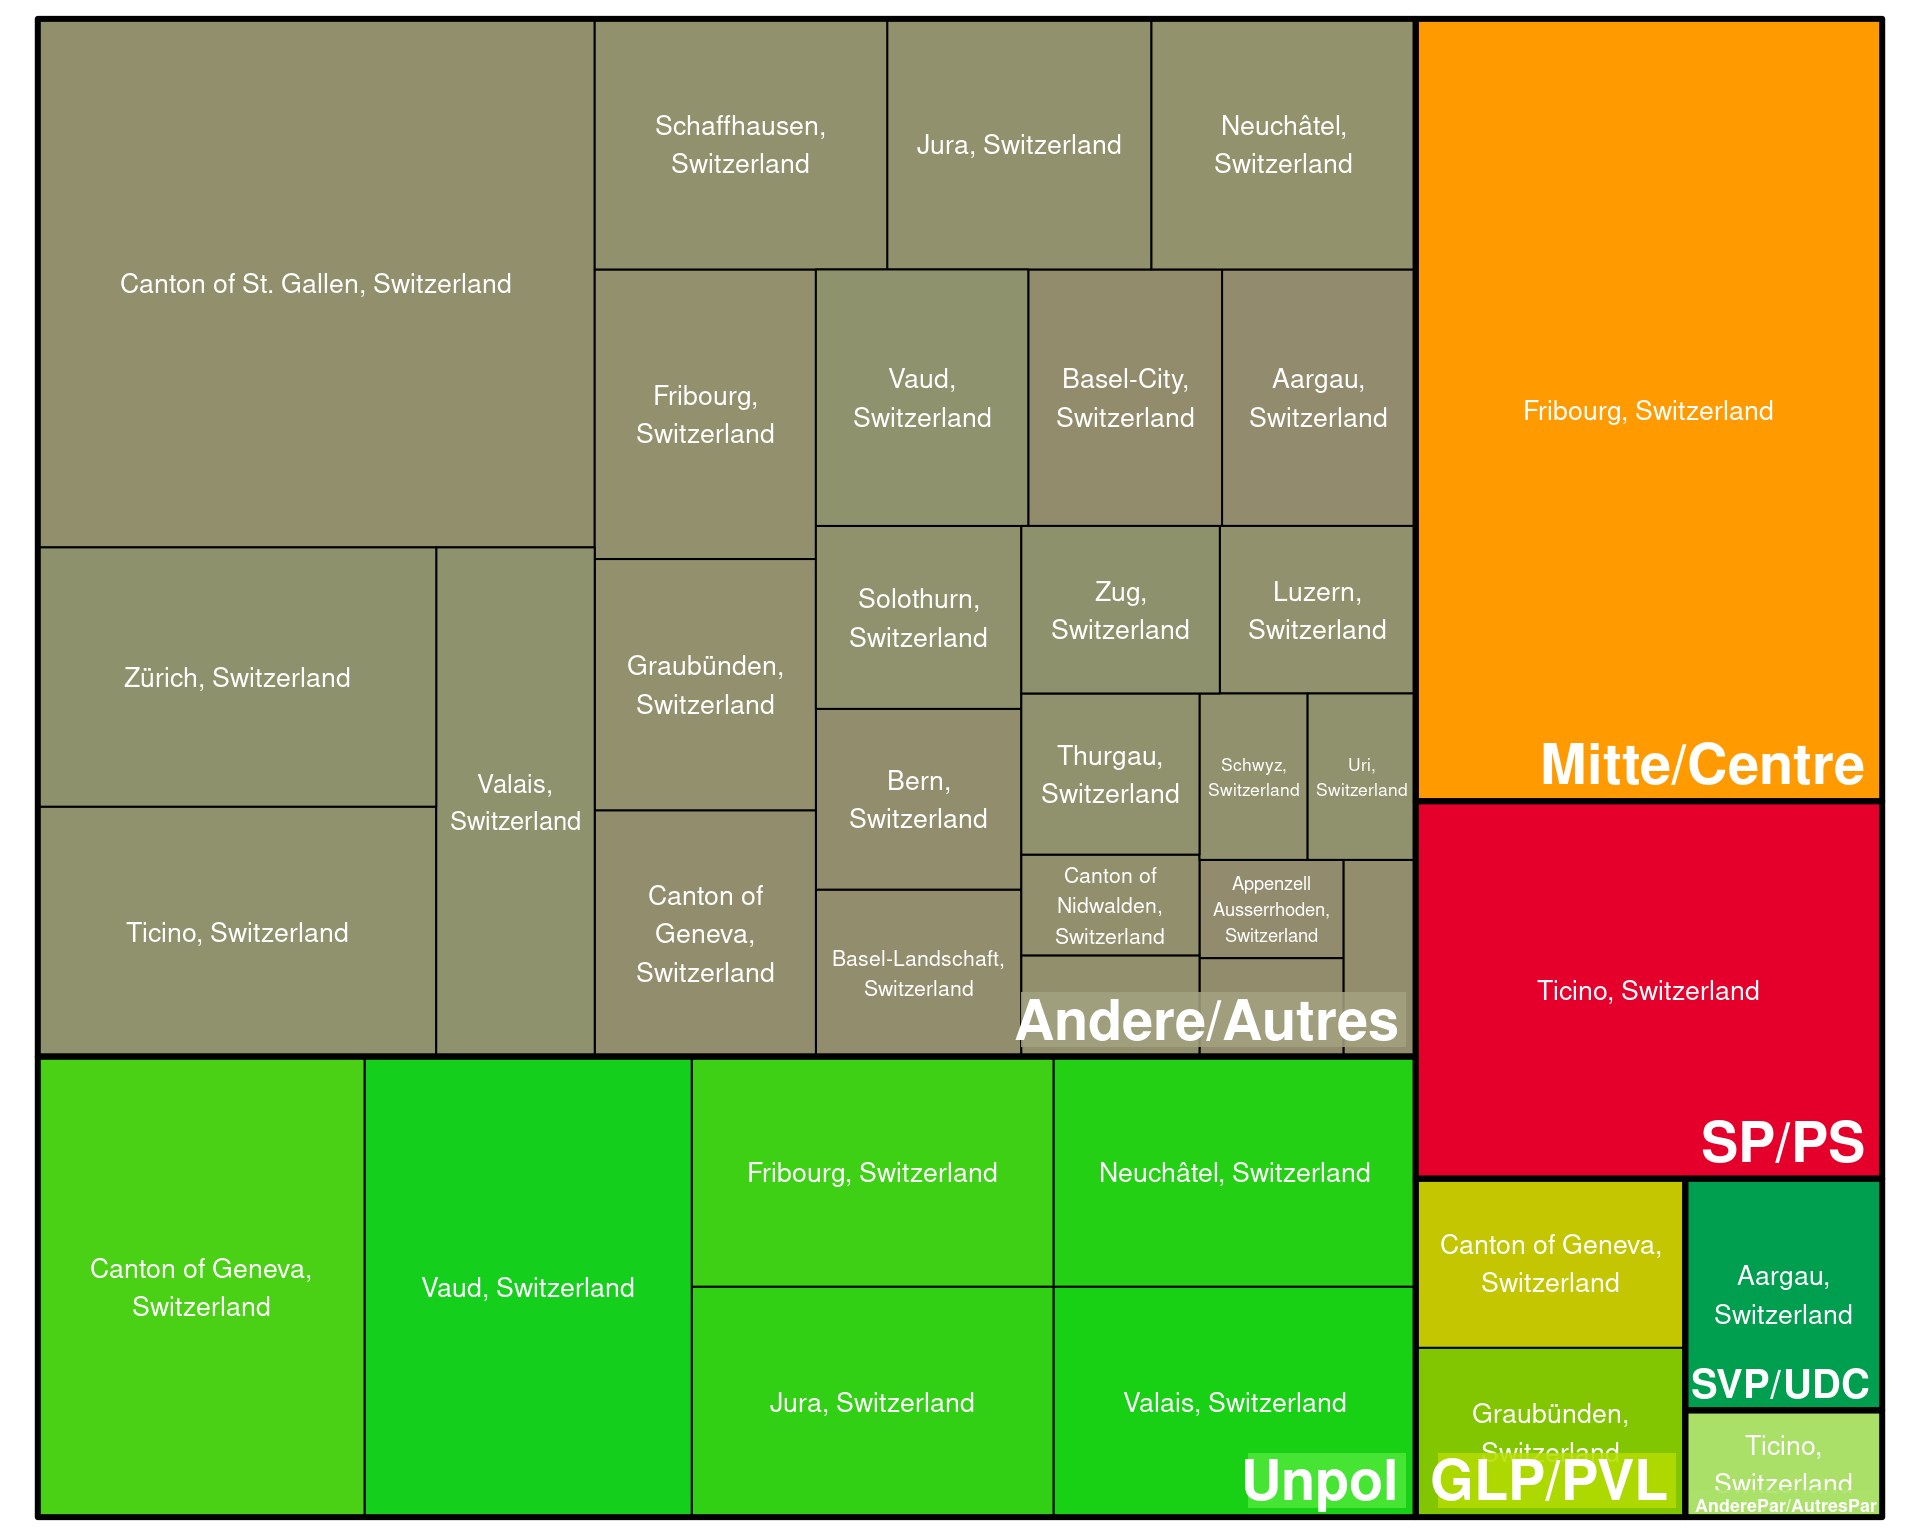 Canton of St. Gallen, Switzerland
Schaffhausen,
Switzerland
Jura, Switzerland
Neuchâtel,
Switzerland
Fribourg,
Switzerland
Vaud,
Switzerland
Basel-City,
Switzerland
Aargau,
Switzerland
Zürich, Switzerland
Valais,
Switzerland
Ticino, Switzerland
Graubünden,
Switzerland
Canton of
Geneva,
Switzerland
Solothurn,
Switzerland
Zug,
Switzerland
Luzern,
Switzerland
Bern,
Switzerland
Thurgau,
Switzerland
Schwyz,
Switzerland
Uri,
Switzerland
Basel-Landschaft,
Switzerland
Canton of
Nidwalden,
Switzerland
Appenzell
Ausserrhoden,
Switzerland
Andere/Autres
Fribourg, Switzerland
Mitte/Centre
Ticino, Switzerland
SP/PS
Canton of Geneva,
Switzerland
Vaud, Switzerland
Fribourg, Switzerland
Neuchâtel, Switzerland
Jura, Switzerland
Valais, Switzerland
Unpol
Canton of Geneva,
Switzerland
Graubünden,
Switzerland
GLP/PVL
Aargau,
Switzerland
SVP/UDC
Ticino,
Switzerland
AnderePar/AutresPar